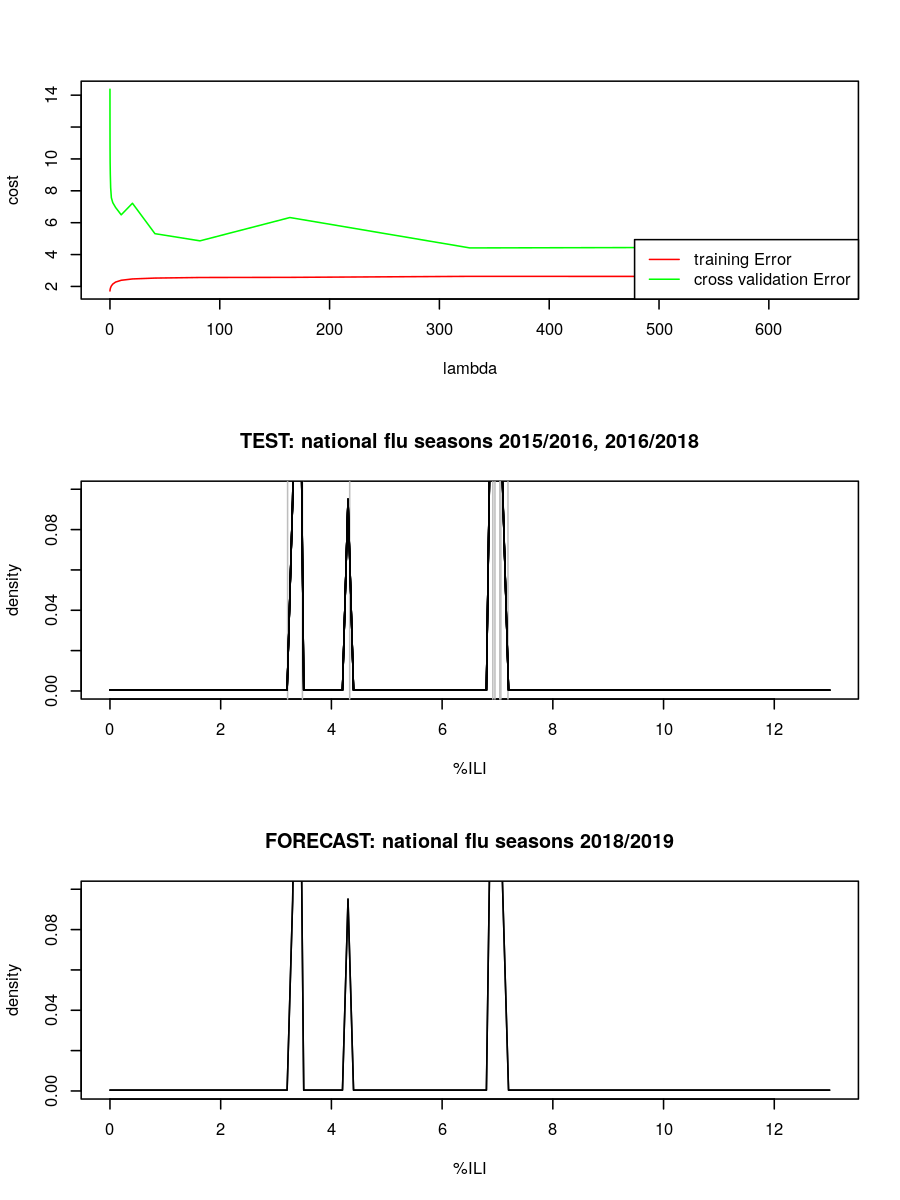 14
10
8
6
4
2
cost
training Error
cross validation Error
0 100 200 300 400 500 600
lambda
TEST: national flu seasons 2015/2016, 2016/2018
0.08
0.04
0.00
density
0 2 4 6 8 10 12
%ILI
FORECAST: national flu seasons 2018/2019
0.08
0.04
0.00
density
0 2 4 6 8 10 12
%ILI